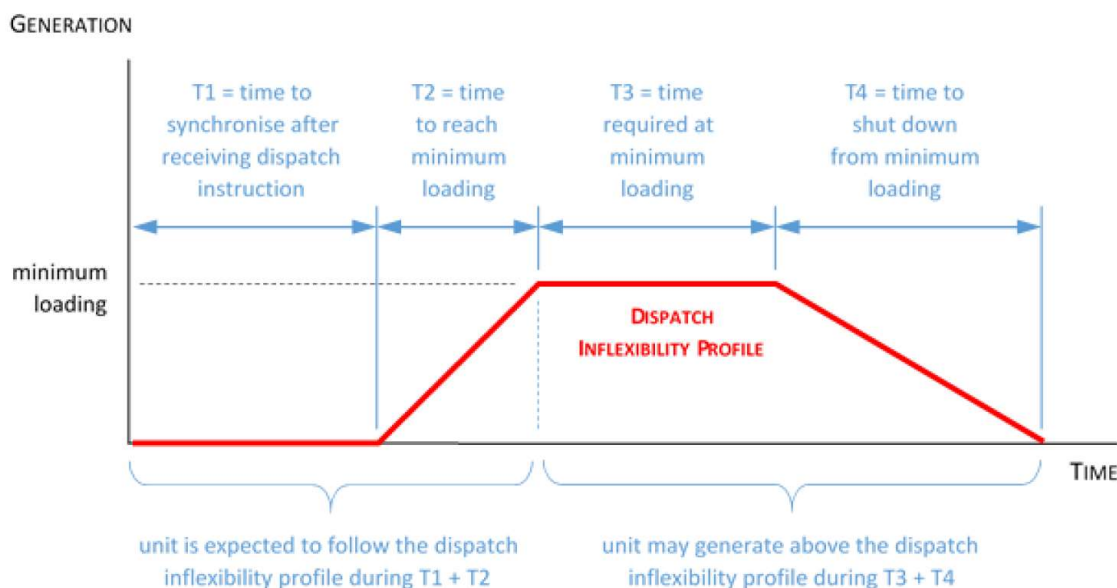 GENERATION
T1 = time to
synchronise after
receiving dispatch
instruction
T2 = time
to reach
minimum
loading
T3 = time
required at
minimum
loading
T4 = time to
shut down
from minimum
loading
minimum
loading
DISPATCH
INFLEXIBILITY PROFILE
TIME
unit is expected to follow the dispatch
inflexibility profile during T1 + T2
unit may generate above the dispatch
inflexibility profile during T3 + T4